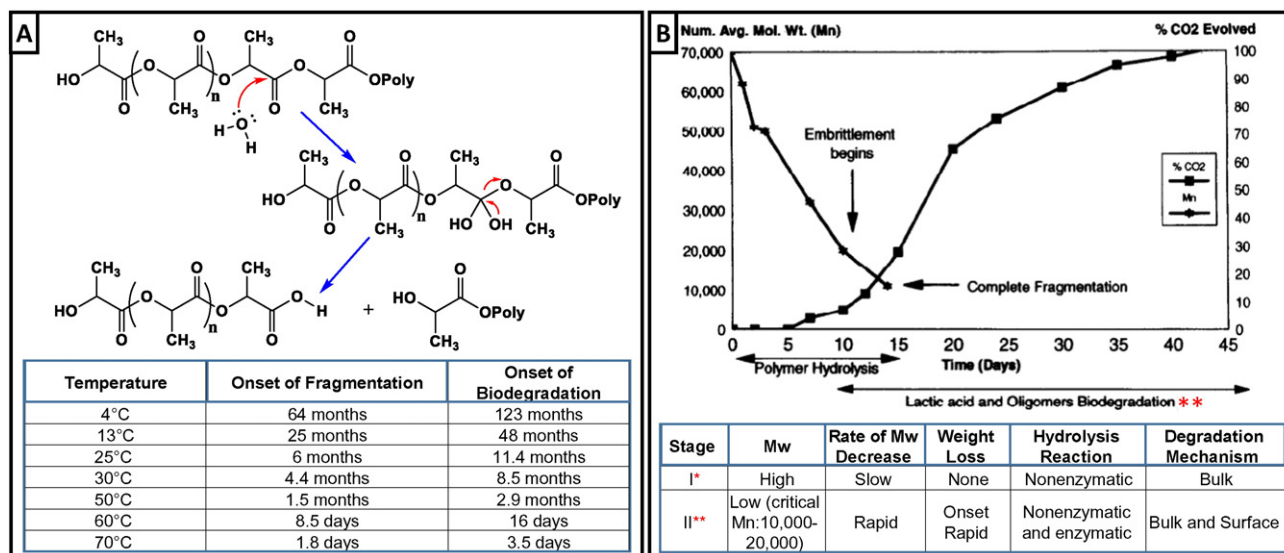 A
CH3
O
CH3
O
HO
O
O
O
OPoly
O
CH3
n
O
CH3
H
O
H
CH3
O
CH3
O
HO
O
O
O
OPoly
O
CH3
n
HO
OH
CH3
CH3
O
CH3
HO
O
O
O
H
O
CH3
n
O
+
HO
O
OPoly
CH3
Temperature | Onset of Fragmentation | Onset of Biodegradation
4°C | 64 months | 123 months
13°C | 25 months | 48 months
25°C | 6 months | 11.4 months
30°C | 4.4 months | 8.5 months
50°C | 1.5 months | 2.9 months
60°C | 8.5 days | 16 days
70°C | 1.8 days | 3.5 days
B
Num. Avg. Mol. Wt. (Mn)
% CO2 Evolved
70,000
60,000
50,000
40,000
30,000
20,000
10,000
0
100
90
80
70
60
50
40
30
20
10
0
Embrittlement
begins
% CO2
Mn
Complete Fragmentation
0 5 10 15 20 25 30 35 40 45
Polymer Hydrolysis
Time (Days)
Lactic acid and Oligomers Biodegradation **
Stage | Mw | Rate of Mw Decrease | Weight Loss | Hydrolysis Reaction | Degradation Mechanism
I* | High | Slow | None | Nonenzymatic | Bulk
II** | Low (critical Mn:10,000-20,000) | Rapid | Onset Rapid | Nonenzymatic and enzymatic | Bulk and Surface